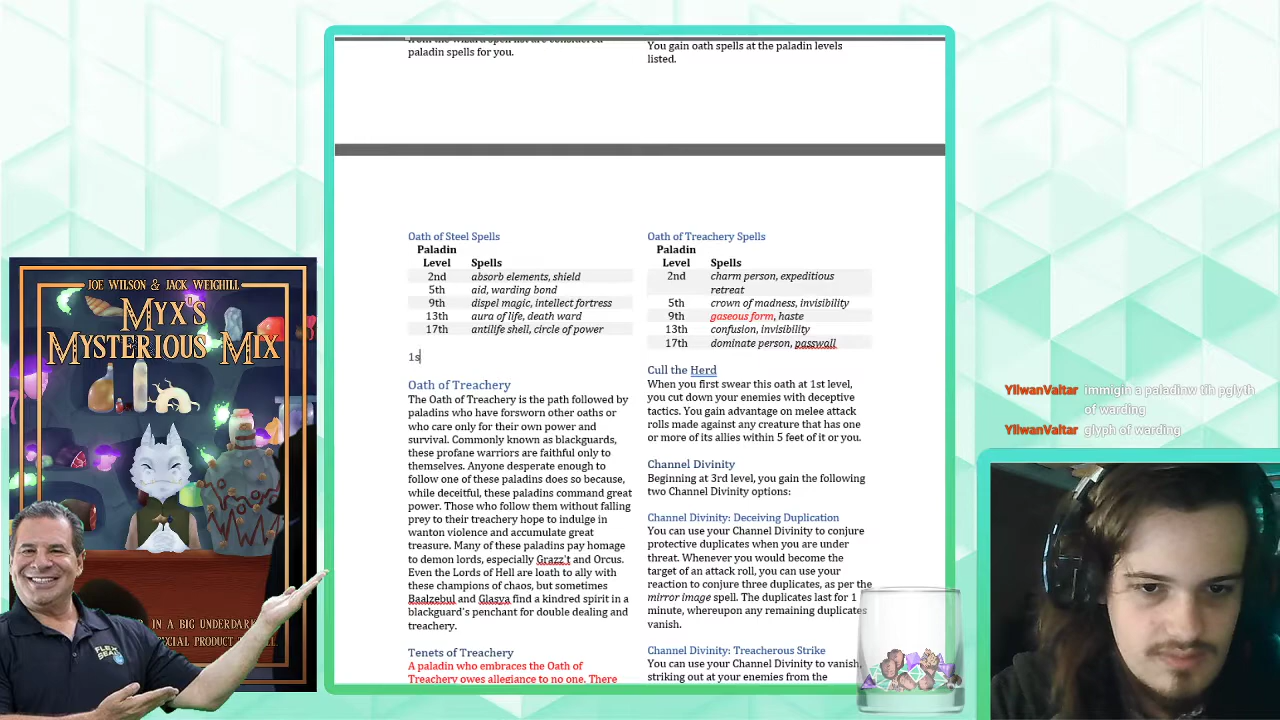 JOE WILSON & JACK WEIGHILL
MYX'S
MYSTERIOUS MIX
paladin spells for you.
You gain oath spells at the paladin levels
listed.
Oath of Steel Spells
Paladin
Level Spells
2nd absorb elements, shield
5th aid, warding bond
9th dispel magic, intellect fortress
13th aura of life, death ward
17th antilife shell, circle of power
1s
Oath of Treachery
The Oath of Treachery is the path followed by
paladins who have forsworn other oaths or
who care only for their own power and
survival. Commonly known as blackguards,
these profane warriors are faithful only to
themselves. Anyone desperate enough to
follow one of these paladins does so because,
while deceitful, these paladins command great
power. Those who follow them without falling
prey to their treachery hope to indulge in
wanton violence and accumulate great
treasure. Many of these paladins pay homage
to demon lords, especially Grazz't and Orcus.
Even the Lords of Hell are loath to ally with
these champions of chaos, but sometimes
Baalzebul and Glasya find a kindred spirit in a
blackguard's penchant for double dealing and
treachery.
Tenets of Treachery
A paladin who embraces the Oath of
Treachery owes allegiance to no one. There
Oath of Treachery Spells
Paladin
Level Spells
2nd charm person, expeditious
retreat
5th crown of madness, invisibility
9th gaseous form, haste
13th confusion, invisibility
17th dominate person, passwall
Cull the Herd
When you first swear this oath at 1st level,
you cut down your enemies with deceptive
tactics. You gain advantage on melee attack
rolls made against any creature that has one
or more of its allies within 5 feet of it or you.
Channel Divinity
Beginning at 3rd level, you gain the following
two Channel Divinity options:
Channel Divinity: Deceiving Duplication
You can use your Channel Divinity to conjure
protective duplicates when you are under
threat. Whenever you would become the
target of an attack roll, you can use your
reaction to conjure three duplicates, as per the
mirror image spell. The duplicates last for 1
minute, whereupon any remaining duplicates
vanish.
Channel Divinity: Treacherous Strike
You can use your Channel Divinity to vanish,
striking out at your enemies from the
YllwanValtar immigin a paladinw tih pglyth
of warding
YllwanValtar glyph of warding
IN A BIG UNDERDAR